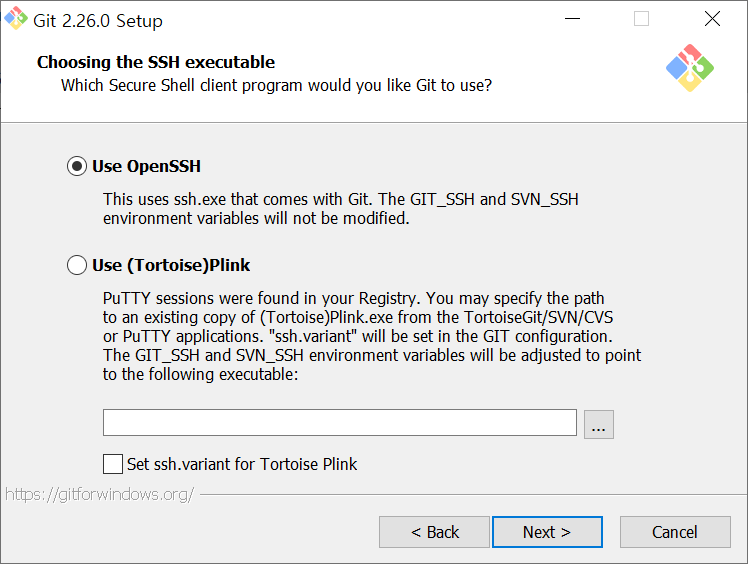 Git 2.26.0 Setup
Choosing the SSH executable
Which Secure Shell client program would you like Git to use?
Use OpenSSH
This uses ssh.exe that comes with Git. The GIT_SSH and SVN_SSH
environment variables will not be modified.
Use (Tortoise)Plink
PuTTY sessions were found in your Registry. You may specify the path
to an existing copy of (Tortoise)Plink.exe from the TortoiseGit/SVN/CVS
or PuTTY applications. "ssh.variant" will be set in the GIT configuration.
The GIT_SSH and SVN_SSH environment variables will be adjusted to point
to the following executable:
...
Set ssh.variant for Tortoise Plink
https://gitforwindows.org/
< Back Next > Cancel